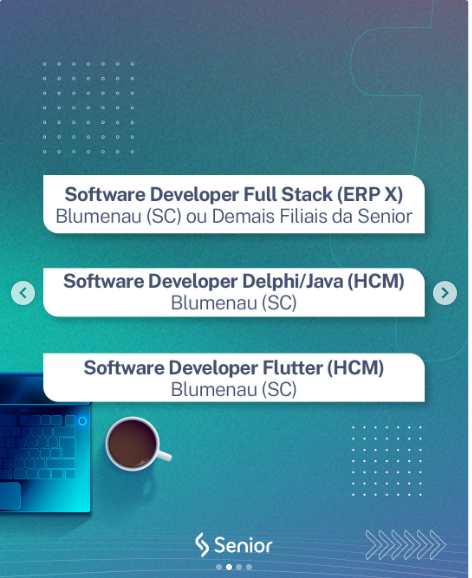 Software Developer Full Stack (ERP X)
Blumenau (SC) ou Demais Filiais da Senior
Software Developer Delphi/Java (HCM)
Blumenau (SC)
Software Developer Flutter (HCM)
Blumenau (SC)
Senior